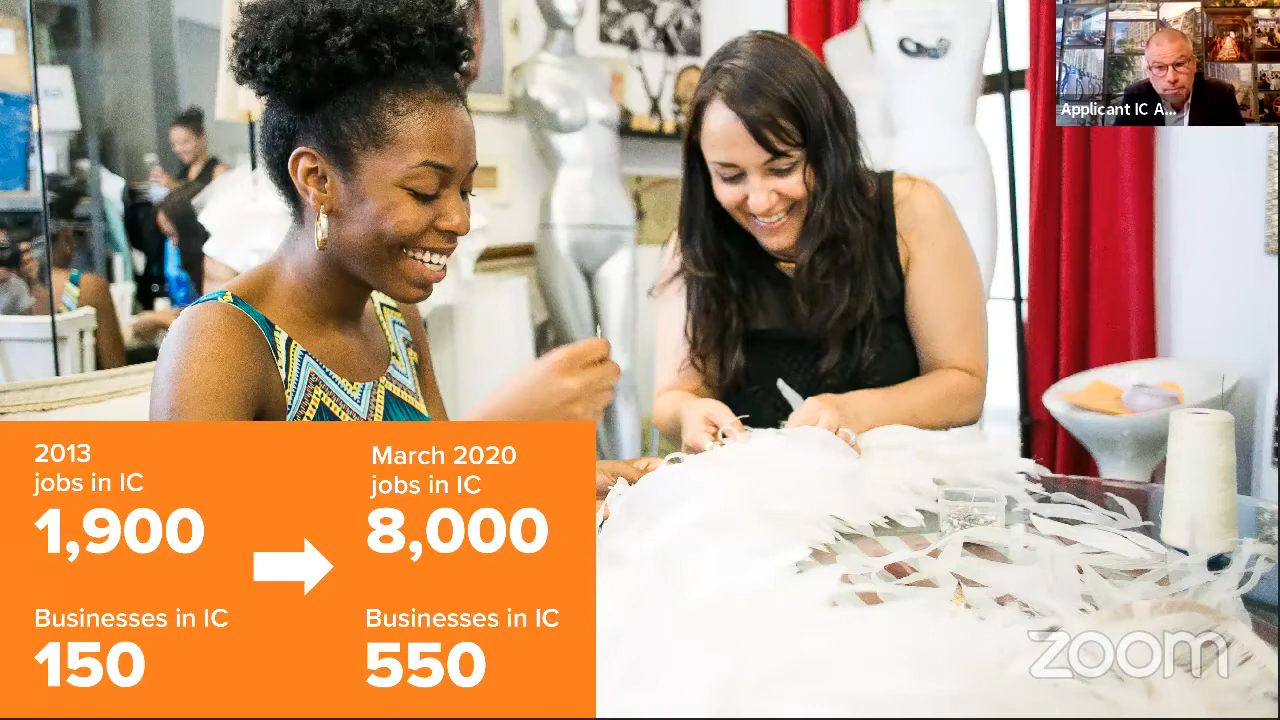 Applicant IC A...
2013
jobs in IC
1,900
March 2020
jobs in IC
8,000
Businesses in IC
150
Businesses in IC
550
zoom